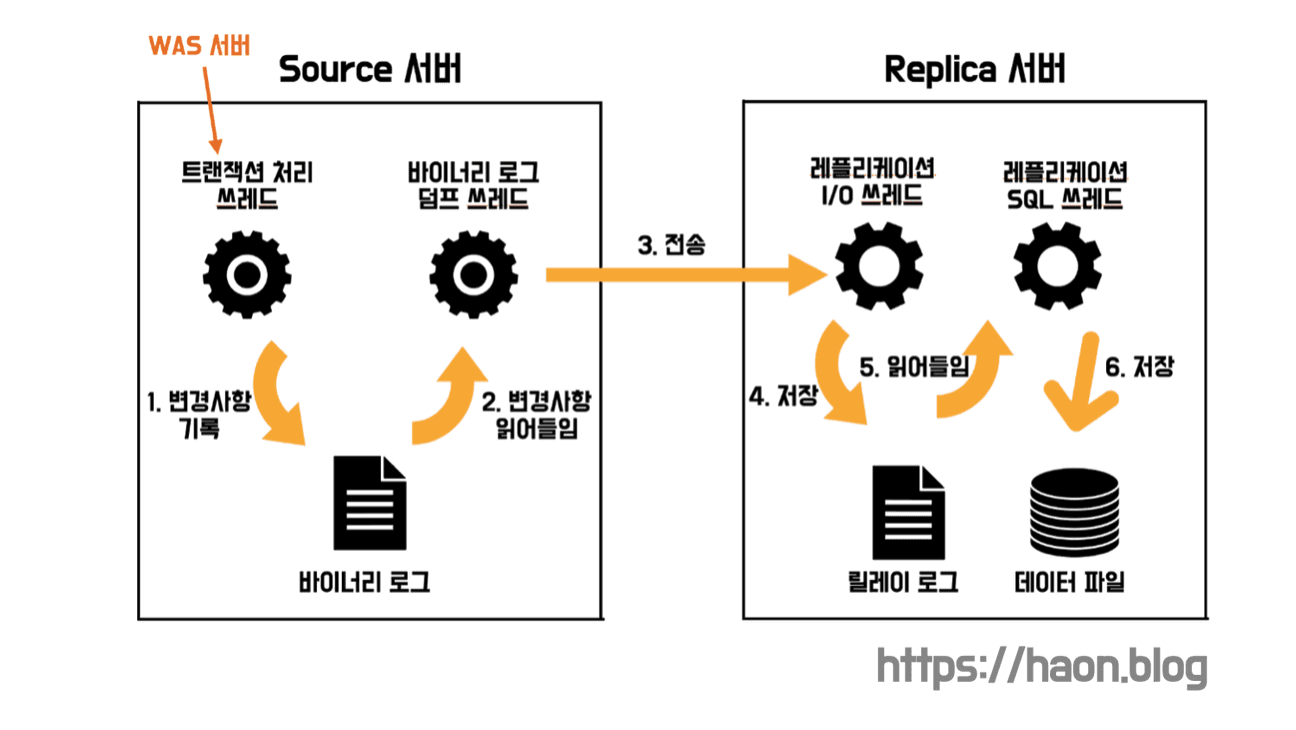 WAS 서버
Source 서버
트랜잭션 처리
쓰레드
바이너리 로그
덤프 쓰레드
1. 변경사항
기록
2. 변경사항
읽어들임
바이너리 로그
3. 전송
Replica 서버
레플리케이션
I/O 쓰레드
레플리케이션
SQL 쓰레드
4. 저장
5. 읽어들임
6. 저장
릴레이 로그
데이터 파일
https://haon.blog